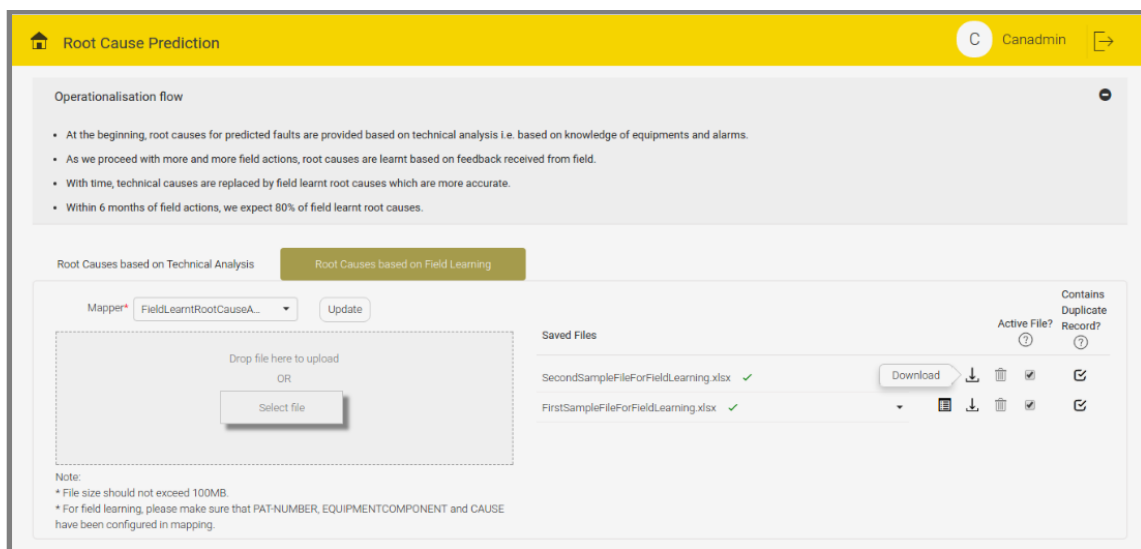 Root Cause Prediction
C
Canadmin
Operationalisation flow
• At the beginning, root causes for predicted faults are provided based on technical analysis i.e. based on knowledge of equipments and alarms.
• As we proceed with more and more field actions, root causes are learnt based on feedback received from field.
• With time, technical causes are replaced by field learnt root causes which are more accurate.
• Within 6 months of field actions, we expect 80% of field learnt root causes.
Root Causes based on Technical Analysis
Root Causes based on Field Learning
Mapper* FieldLearntRootCauseA...
Update
Drop file here to upload
OR
Select file
Note:
* File size should not exceed 100MB.
* For field learning, please make sure that PAT-NUMBER, EQUIPMENTCOMPONENT and CAUSE
have been configured in mapping.
Saved Files
Active File?
?
Contains
Duplicate
Record?
?
SecondSampleFileForFieldLearning.xlsx
Download
FirstSampleFileForFieldLearning.xlsx